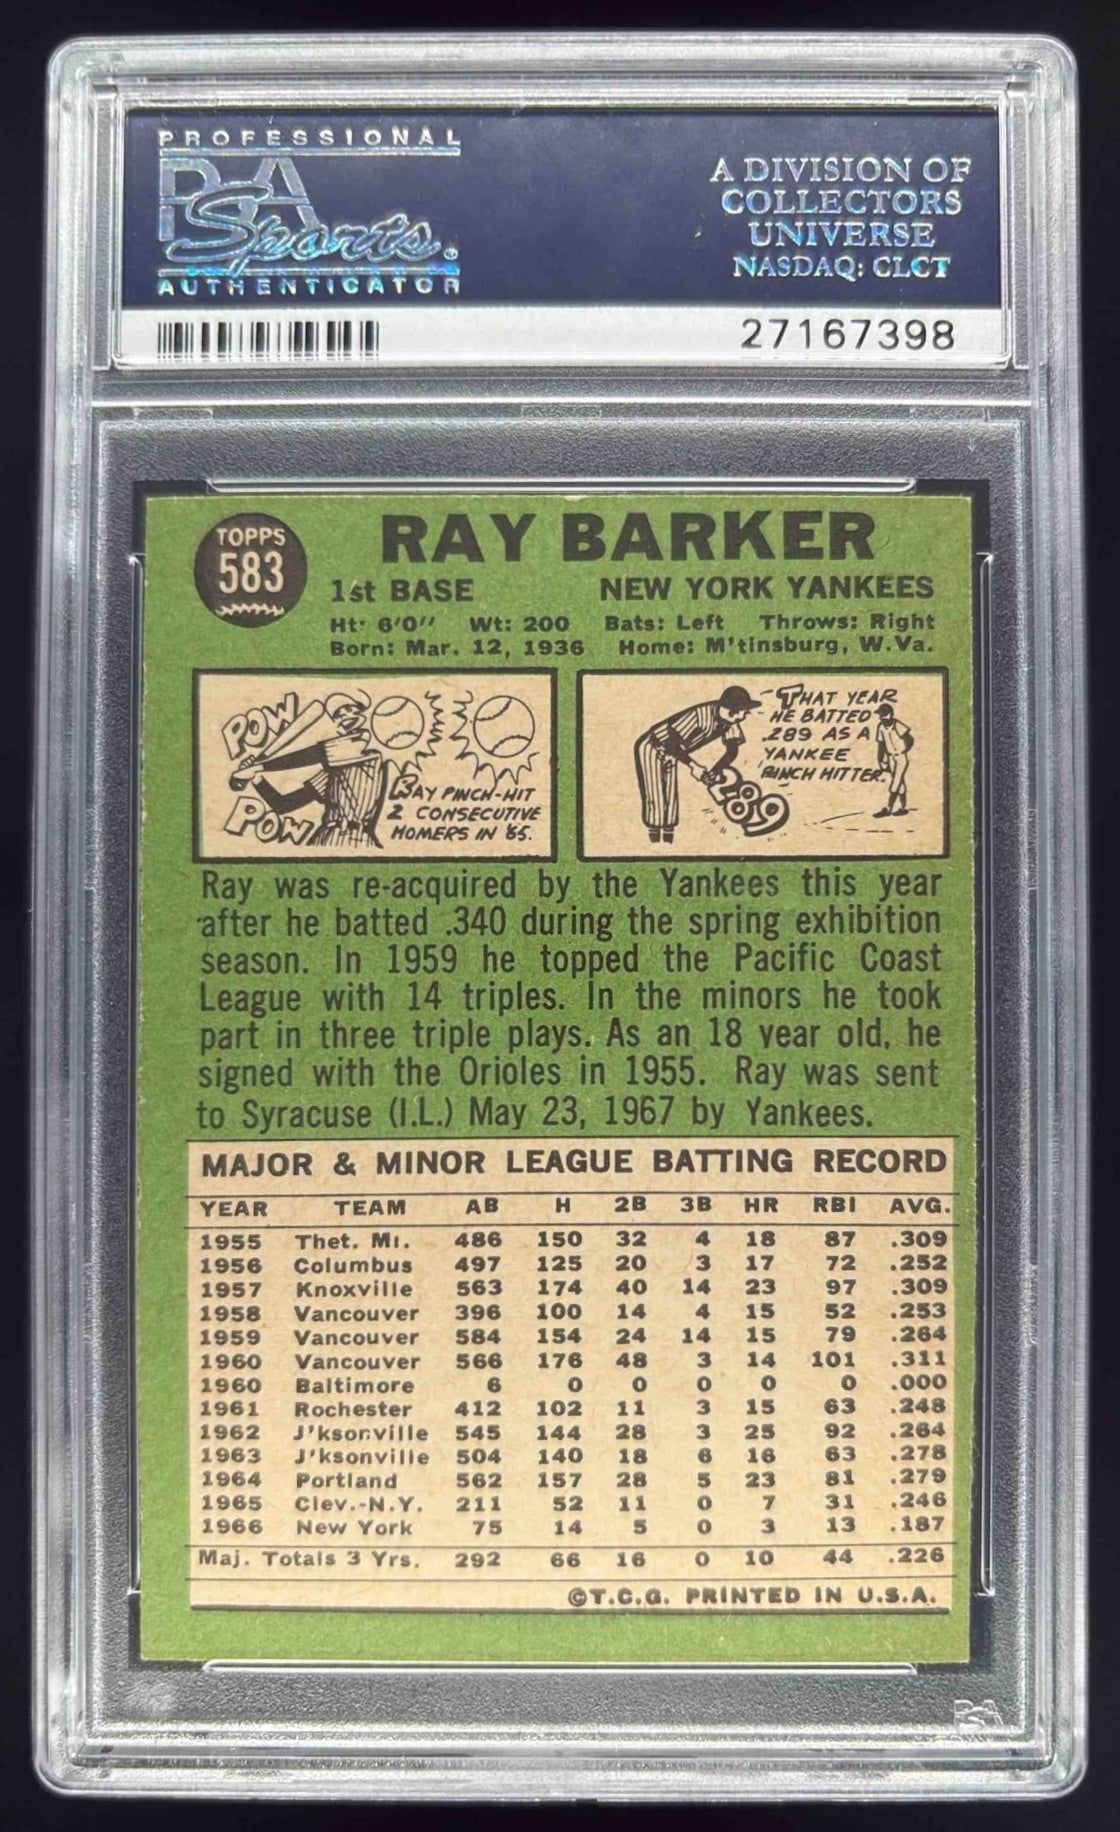 PROFESSIONAL
PSA
Sports®
AUTHENTICATOR
A DIVISION OF
COLLECTORS
UNIVERSE
NASDAQ: CLCT
27167398
TOPPS
583
RAY BARKER
1st BASE NEW YORK YANKEES
Ht: 6'0" Wt: 200 Bats: Left Throws: Right
Born: Mar. 12, 1936 Home: M'tinsburg, W.Va.
POW
POW
RAY PINCH-HIT
2 CONSECUTIVE
HOMERS IN '65.
THAT YEAR
HE BATTED
.289 AS A
YANKEE
PINCH HITTER.
289
Ray was re-acquired by the Yankees this year
after he batted .340 during the spring exhibition
season. In 1959 he topped the Pacific Coast
League with 14 triples. In the minors he took
part in three triple plays. As an 18 year old, he
signed with the Orioles in 1955. Ray was sent
to Syracuse (I.L.) May 23, 1967 by Yankees.
MAJOR & MINOR LEAGUE BATTING RECORD
YEAR TEAM AB H 2B 3B HR RBI AVG.
1955 Thet. Mi. 486 150 32 4 18 87 .309
1956 Columbus 497 125 20 3 17 72 .252
1957 Knoxville 563 174 40 14 23 97 .309
1958 Vancouver 396 100 14 4 15 52 .253
1959 Vancouver 584 154 24 14 15 79 .264
1960 Vancouver 566 176 48 3 14 101 .311
1960 Baltimore 6 0 0 0 0 0 .000
1961 Rochester 412 102 11 3 15 63 .248
1962 J'ksonville 545 144 28 3 25 92 .264
1963 J'ksonville 504 140 18 6 16 63 .278
1964 Portland 562 157 28 5 23 81 .279
1965 Clev.-N.Y. 211 52 11 0 7 31 .246
1966 New York 75 14 5 0 3 13 .187
Maj. Totals 3 Yrs. 292 66 16 0 10 44 .226
©T.C.G. PRINTED IN U.S.A.
PSA